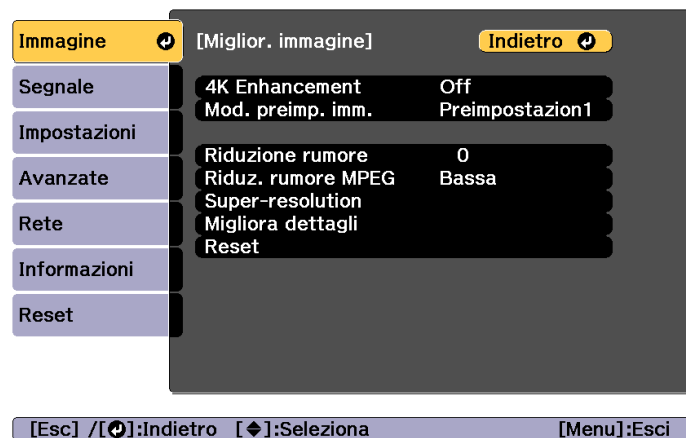 Immagine
[Miglior. immagine]
Indietro
Segnale
Impostazioni
Avanzate
Rete
Informazioni
Reset
4K Enhancement Off
Mod. preimp. imm. Preimpostazion1
Riduzione rumore 0
Riduz. rumore MPEG Bassa
Super-resolution
Migliora dettagli
Reset
[Esc] /[ ]:Indietro [ ]:Seleziona [Menu]:Esci